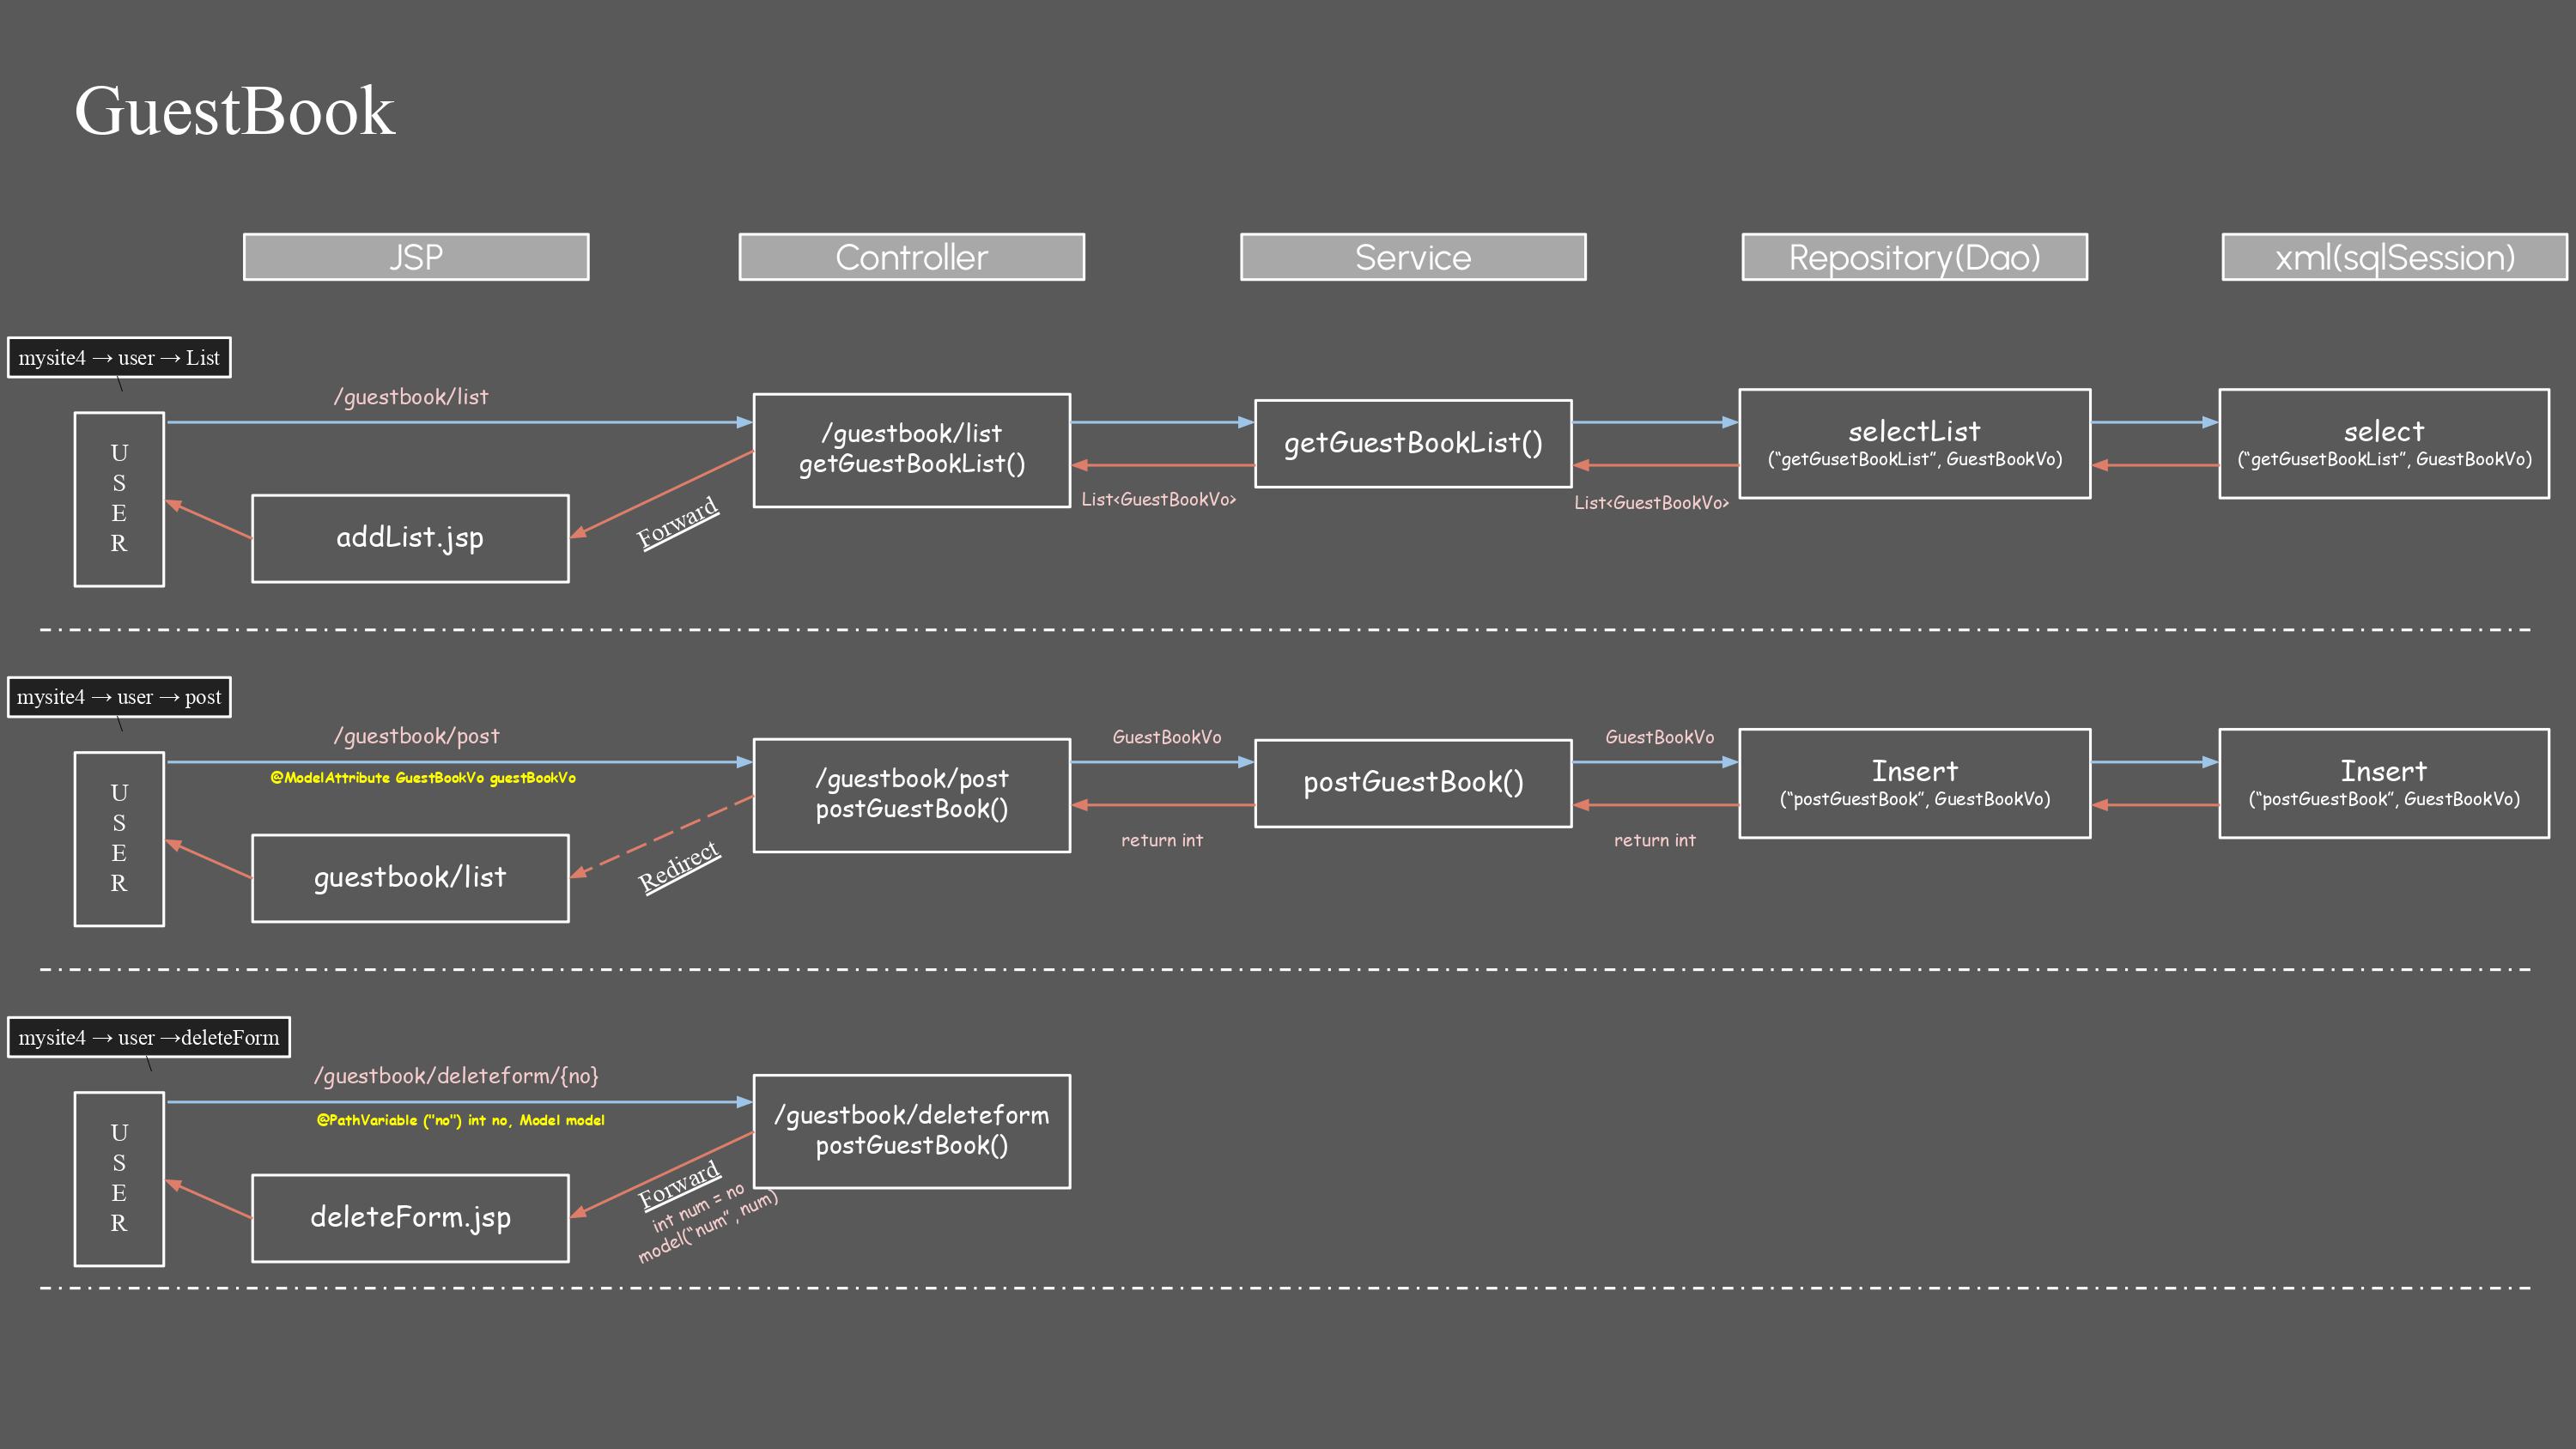 GuestBook
JSP
Controller
Service
Repository(Dao)
xml(sqlSession)
mysite4 → user → List
/guestbook/list
U
S
E
R
addList.jsp
Forward
/guestbook/list
getGuestBookList()
List<GuestBookVo>
getGuestBookList()
List<GuestBookVo>
selectList
(“getGusetBookList”, GuestBookVo)
select
(“getGusetBookList”, GuestBookVo)
mysite4 → user → post
/guestbook/post
@ModelAttribute GuestBookVo guestBookVo
U
S
E
R
guestbook/list
Redirect
/guestbook/post
postGuestBook()
GuestBookVo
return int
postGuestBook()
GuestBookVo
return int
Insert
(“postGuestBook”, GuestBookVo)
Insert
(“postGuestBook”, GuestBookVo)
mysite4 → user →deleteForm
/guestbook/deleteform/{no}
@PathVariable ("no") int no, Model model
U
S
E
R
deleteForm.jsp
Forward
int num = no
model(“num”, num)
/guestbook/deleteform
postGuestBook()